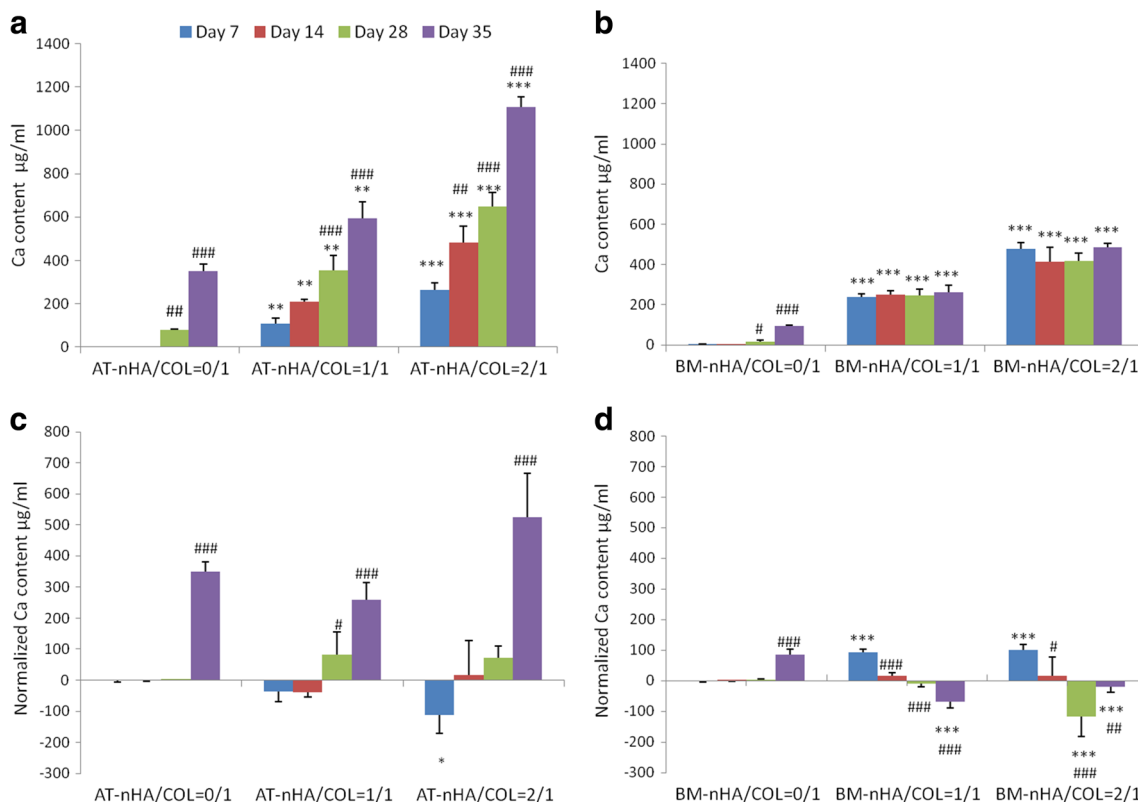 a
Day 7 Day 14 Day 28 Day 35
Ca content µg/ml
1400
1200
1000
800
600
400
200
0
## ###
** ** ### ** ### **
*** ## *** ### *** ### ***
AT-nHA/COL=0/1 AT-nHA/COL=1/1 AT-nHA/COL=2/1
b
Ca content µg/ml
1400
1200
1000
800
600
400
200
0
# ###
*** *** *** ***
*** *** *** ***
BM-nHA/COL=0/1 BM-nHA/COL=1/1 BM-nHA/COL=2/1
c
Normalized Ca content µg/ml
800
700
600
500
400
300
200
100
0
-100
-200
-300
###
# ###
* ###
AT-nHA/COL=0/1 AT-nHA/COL=1/1 AT-nHA/COL=2/1
d
Normalized Ca content µg/ml
800
700
600
500
400
300
200
100
0
-100
-200
-300
###
*** ### ### *** ###
*** # *** ### *** ##
BM-nHA/COL=0/1 BM-nHA/COL=1/1 BM-nHA/COL=2/1